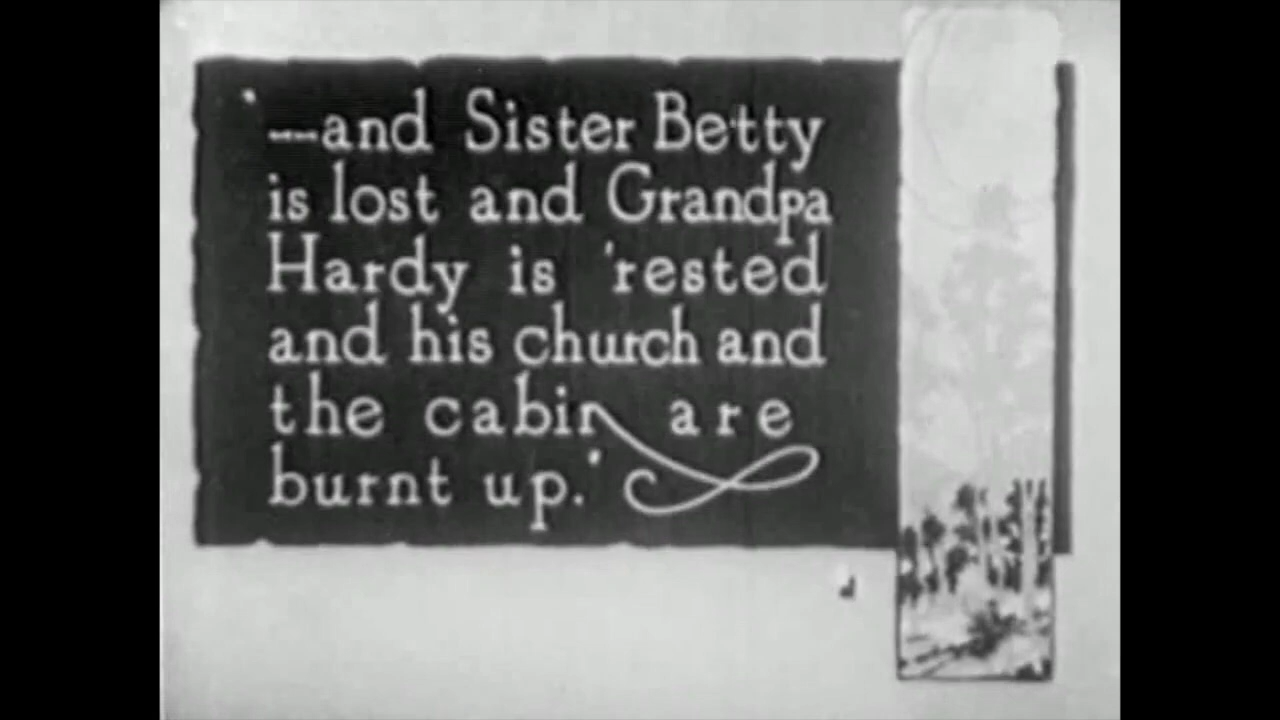 '—and Sister Betty
is lost and Grandpa
Hardy is 'rested
and his church and
the cabin are
burnt up.'